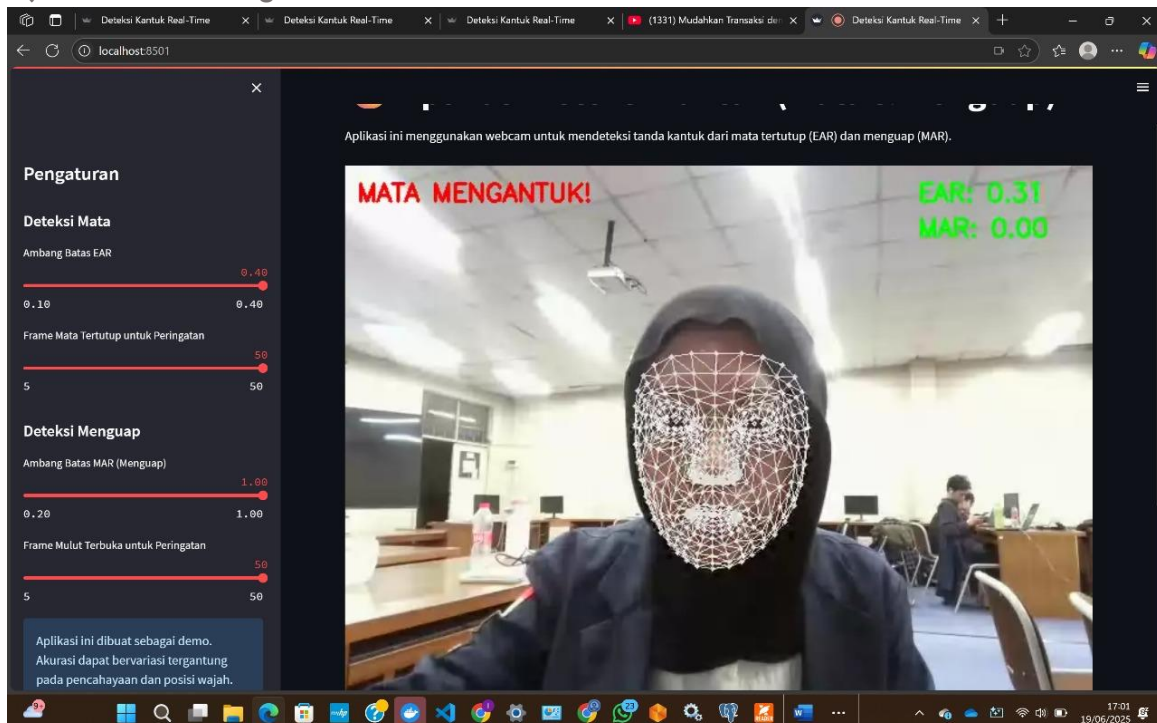 Deteksi Kantuk Real-Time
Deteksi Kantuk Real-Time
Deteksi Kantuk Real-Time
(1331) Mudahkan Transaksi der
Deteksi Kantuk Real-Time
localhost:8501
Aplikasi ini menggunakan webcam untuk mendeteksi tanda kantuk dari mata tertutup (EAR) dan menguap (MAR).
Pengaturan
Deteksi Mata
Ambang Batas EAR
0.40
0.10 0.40
Frame Mata Tertutup untuk Peringatan
50
5 50
Deteksi Menguap
Ambang Batas MAR (Menguap)
1.00
0.20 1.00
Frame Mulut Terbuka untuk Peringatan
50
5 50
Aplikasi ini dibuat sebagai demo.
Akurasi dapat bervariasi tergantung
pada pencahayaan dan posisi wajah.
MATA MENGANTUK!
EAR: 0.31
MAR: 0.00
17:01
19/06/2025